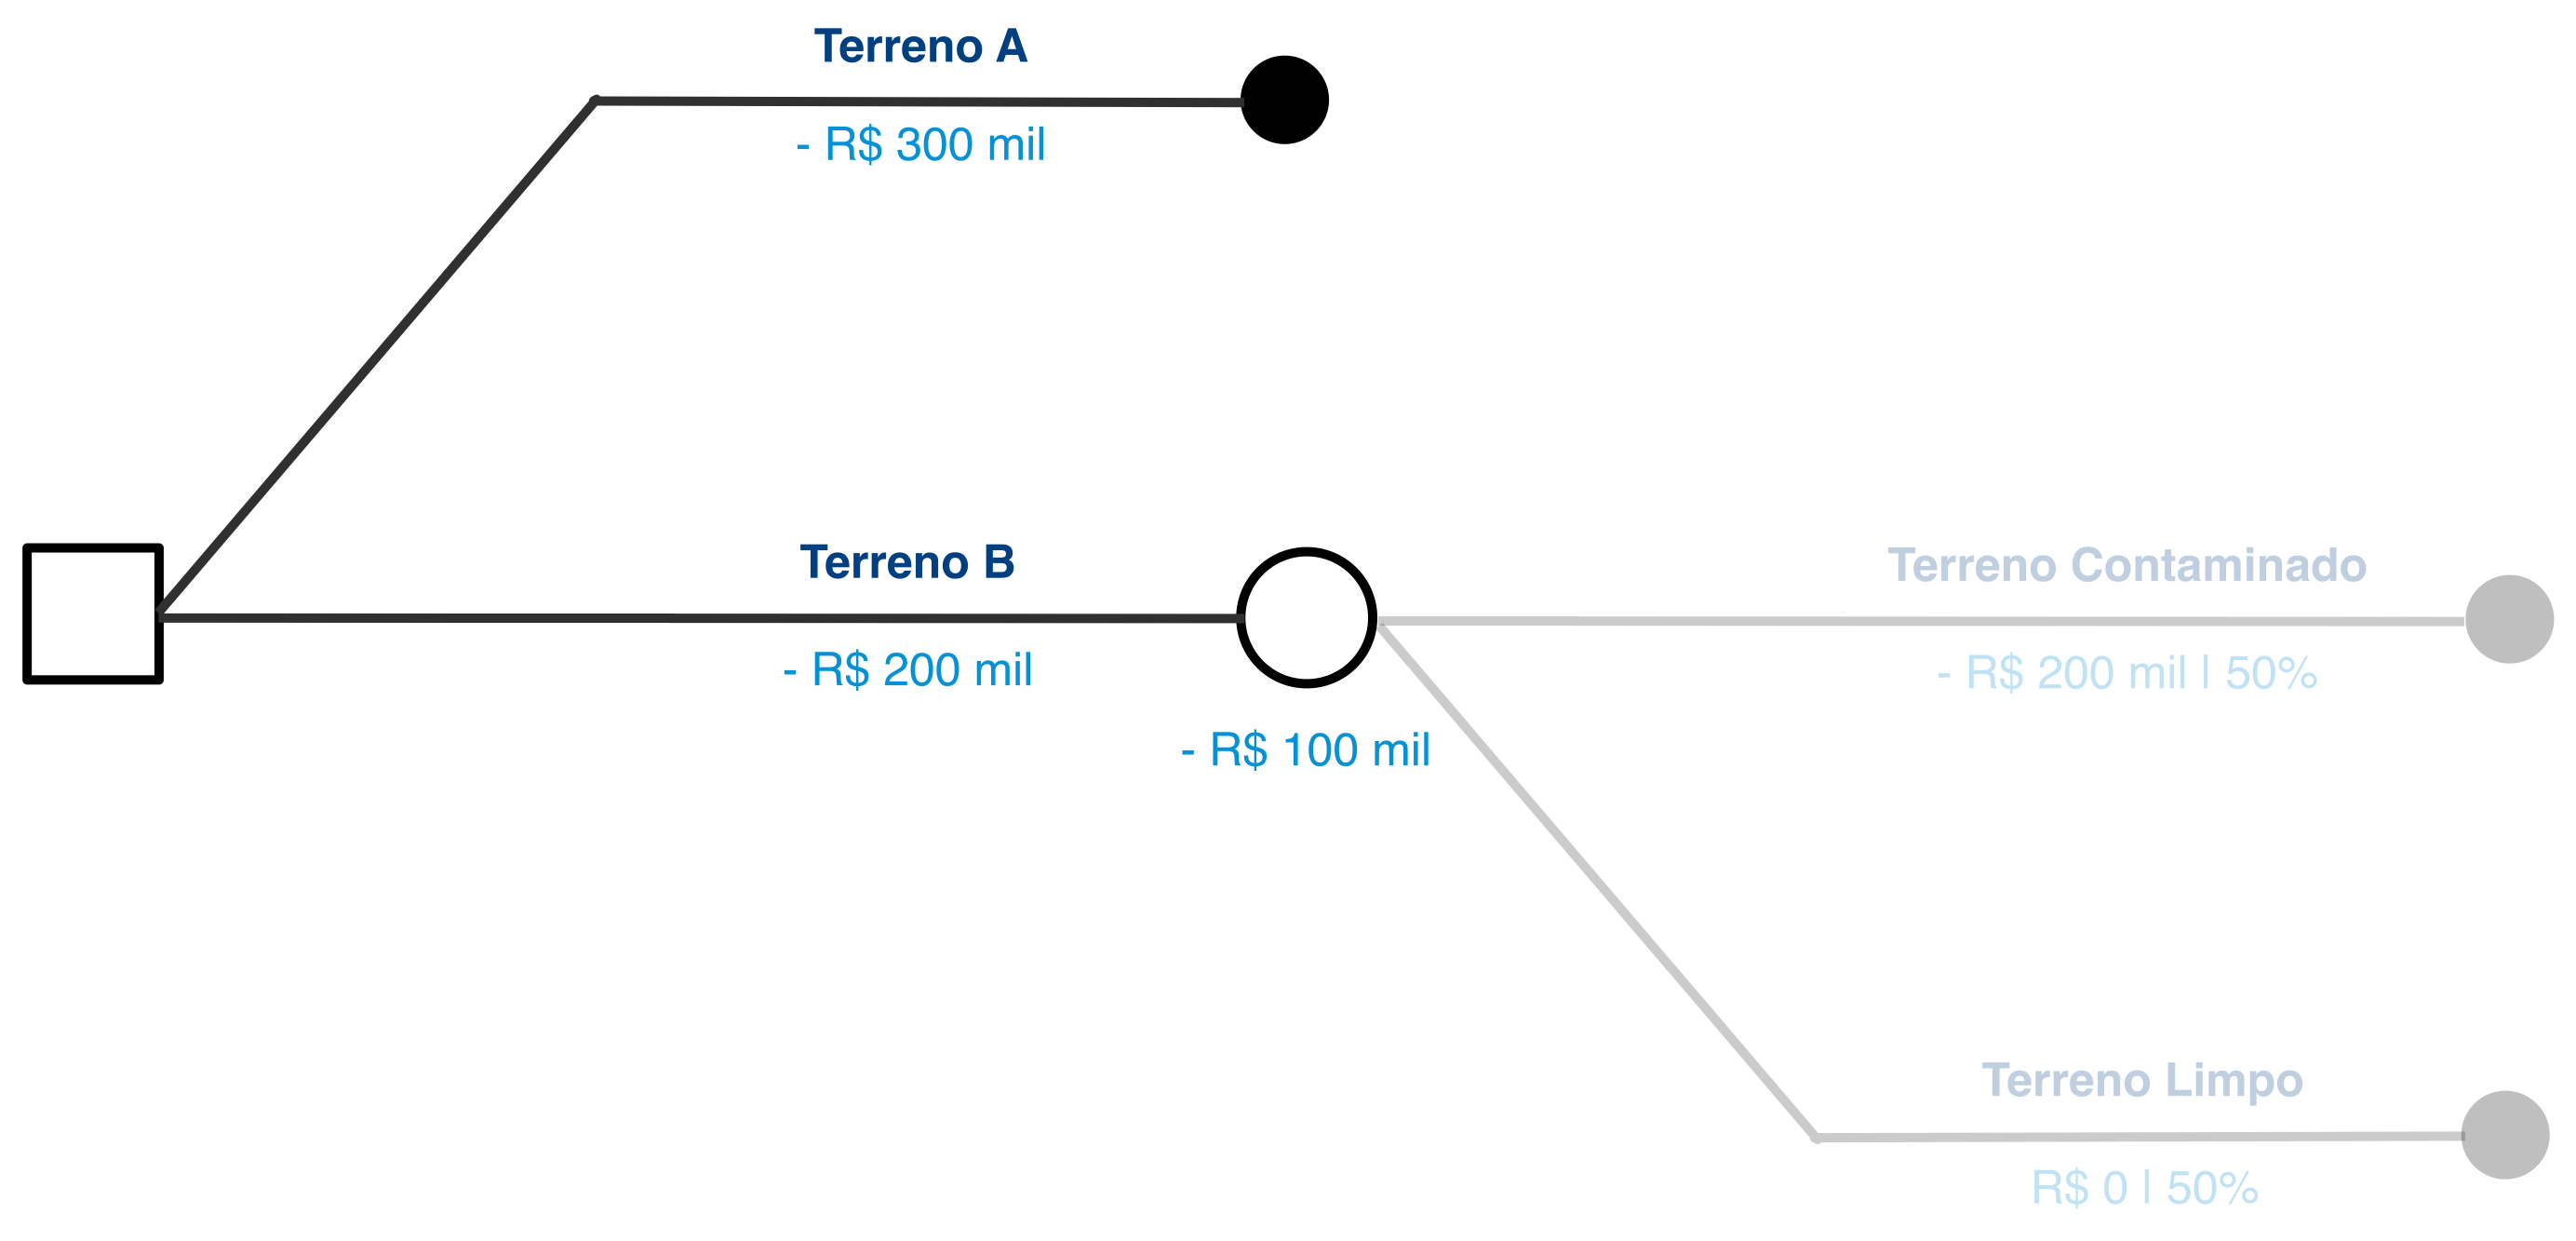 Terreno A
- R$ 300 mil
Terreno B
- R$ 200 mil
- R$ 100 mil
Terreno Contaminado
- R$ 200 mil | 50%
Terreno Limpo
R$ 0 | 50%